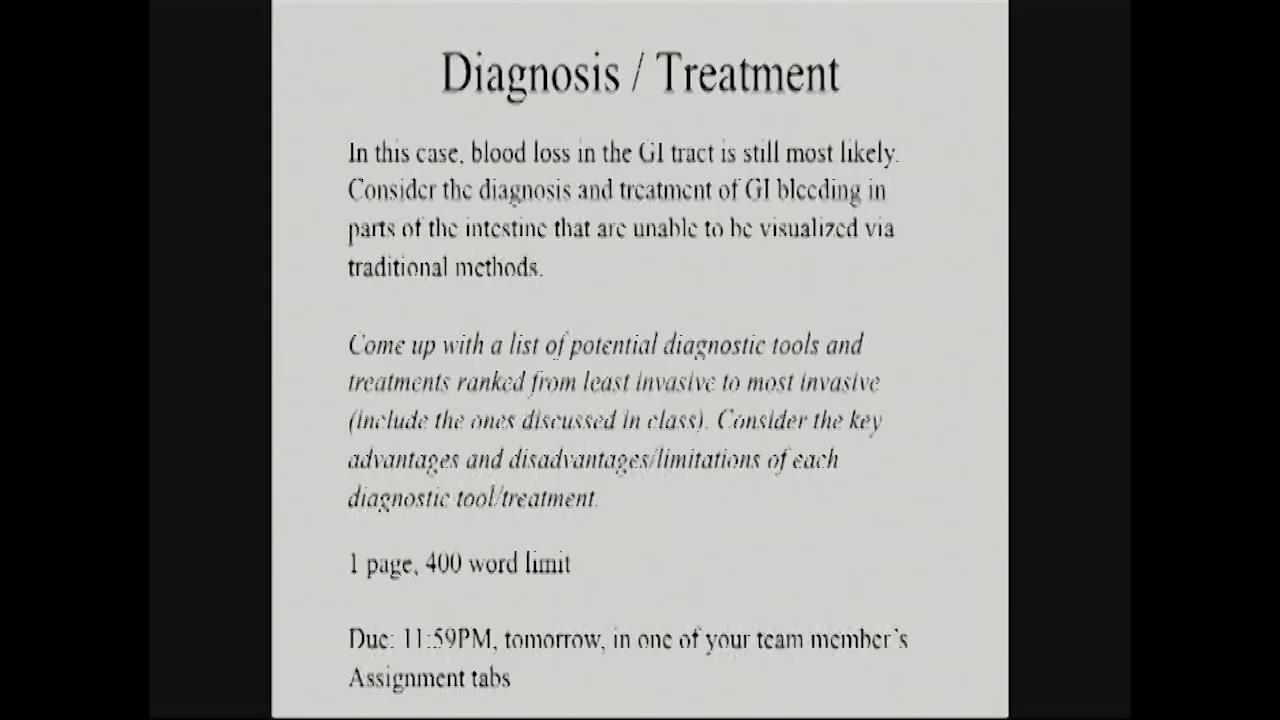 Diagnosis / Treatment
In this case, blood loss in the GI tract is still most likely.
Consider the diagnosis and treatment of GI bleeding in
parts of the intestine that are unable to be visualized via
traditional methods.
Come up with a list of potential diagnostic tools and
treatments ranked from least invasive to most invasive
(include the ones discussed in class). Consider the key
advantages and disadvantages/limitations of each
diagnostic tool/treatment.
1 page, 400 word limit
Due: 11:59PM, tomorrow, in one of your team member's
Assignment tabs